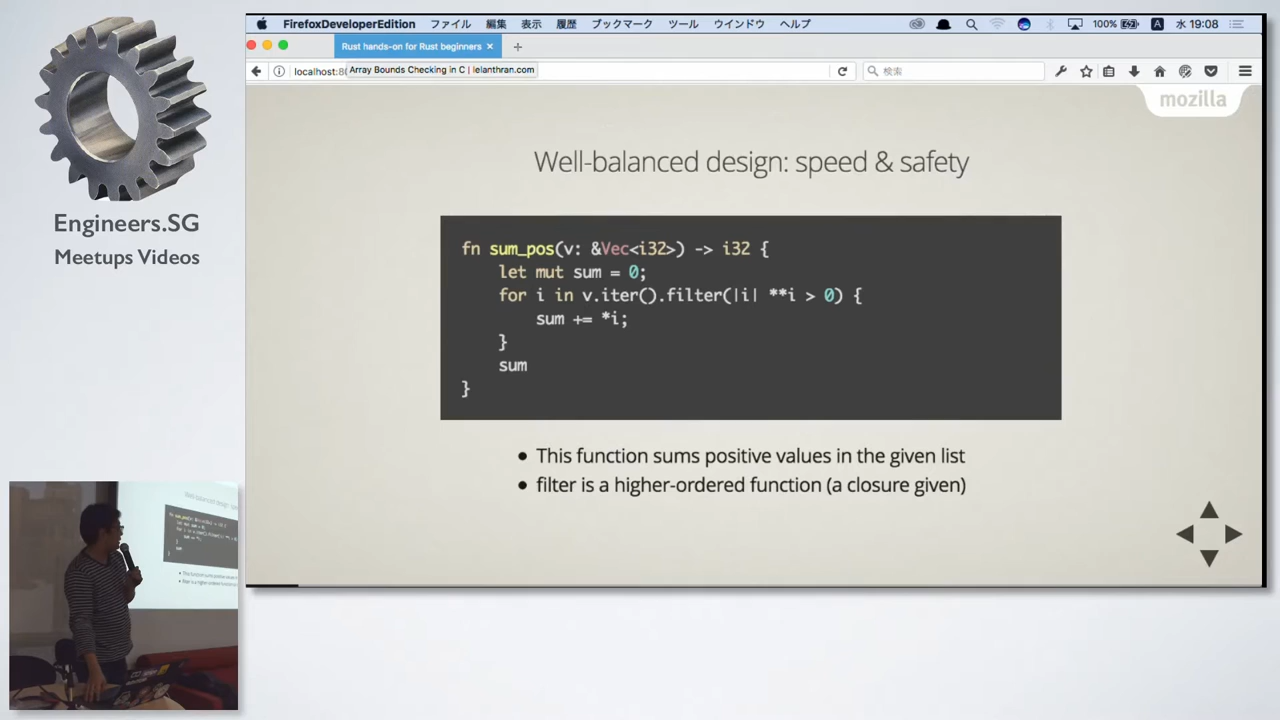 FirefoxDeveloperEdition ファイル 編集 表示 履歴 ブックマーク ツール ウインドウ ヘルプ 100% A 水 19:08
Rust hands-on for Rust beginners × +
localhost:8 Array Bounds Checking in C | lelanthran.com 検索
mozilla
Well-balanced design: speed & safety
fn sum_pos(v: &Vec<i32>) -> i32 {
let mut sum = 0;
for i in v.iter().filter(|i| **i > 0) {
sum += *i;
}
sum
}
• This function sums positive values in the given list
• filter is a higher-ordered function (a closure given)
Engineers.SG
Meetups Videos